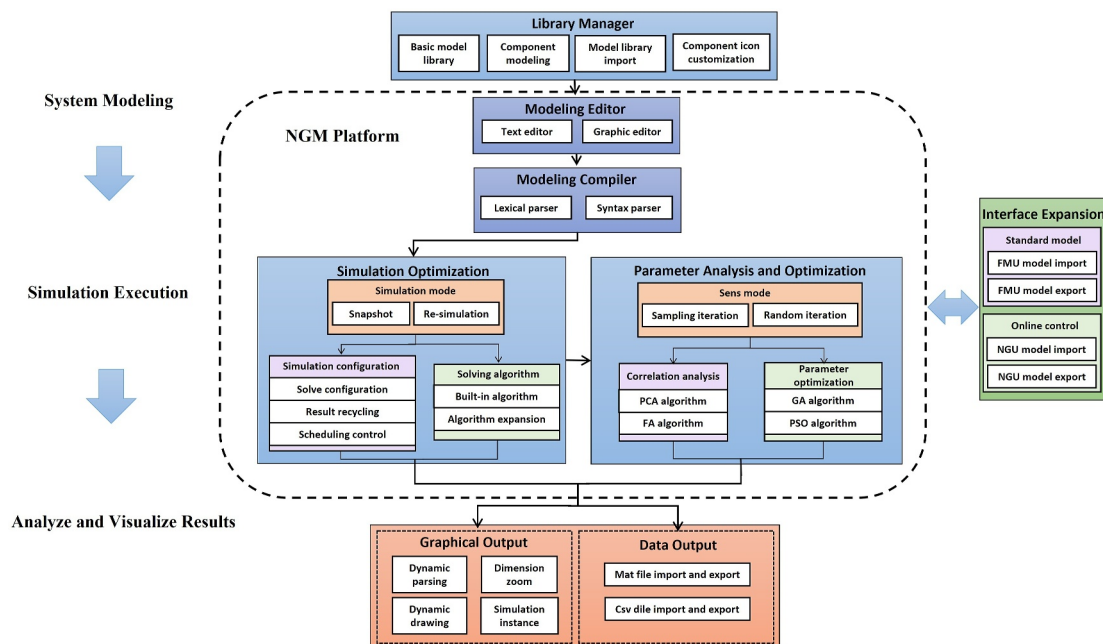 Library Manager
Basic model
library
Component
modeling
Model library
import
Component icon
customization
System Modeling
NGM Platform
Modeling Editor
Text editor
Graphic editor
Modeling Compiler
Lexical parser
Syntax parser
Interface Expansion
Standard model
FMU model import
FMU model export
Online control
NGU model import
NGU model export
Simulation Execution
Simulation Optimization
Simulation mode
Snapshot
Re-simulation
Simulation configuration
Solve configuration
Result recycling
Scheduling control
Solving algorithm
Built-in algorithm
Algorithm expansion
Parameter Analysis and Optimization
Sens mode
Sampling iteration
Random iteration
Correlation analysis
PCA algorithm
FA algorithm
Parameter
optimization
GA algorithm
PSO algorithm
Analyze and Visualize Results
Graphical Output
Dynamic
parsing
Dimension
zoom
Dynamic
drawing
Simulation
instance
Data Output
Mat file import and export
Csv dile import and export